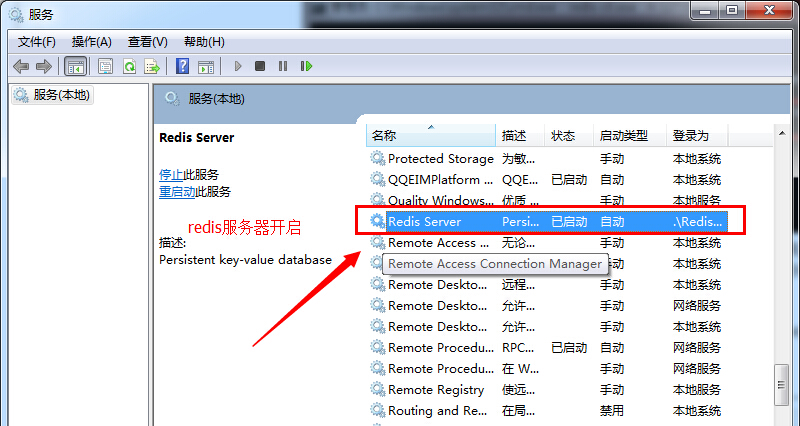 服务
文件(F) 操作(A) 查看(V) 帮助(H)
服务(本地)
服务(本地)
Redis Server
停止此服务
重启动此服务
redis服务器开启
描述:
Persistent key-value database
名称 描述 状态 启动类型 登录为
Protected Storage 为敏... 手动 本地系统
QQEIMPlatform ... QQE... 已启动 自动 本地系统
Quality Windows... 优质 ... 手动 本地服务
Redis Server Persi... 已启动 自动 .\Redis...
Remote Access ... 无论... 手动 本地系统
Remote Access Connection Manager 手动 本地系统
Remote Deskto... 远程... 手动 本地系统
Remote Deskto... 允许... 手动 网络服务
Remote Deskto... 允许... 手动 本地系统
Remote Procedu... RPC... 已启动 自动 网络服务
Remote Procedu... 在 W... 手动 网络服务
Remote Registry 使远... 手动 本地服务
Routing and Re... 在局... 禁用 本地系统